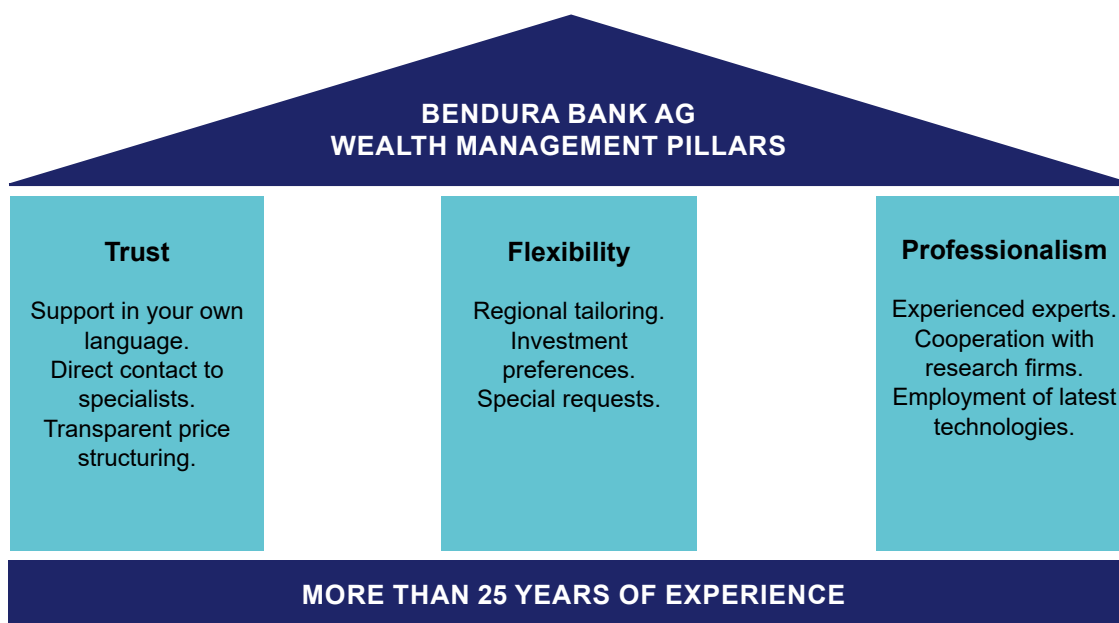 BENDURA BANK AG
WEALTH MANAGEMENT PILLARS
Trust
Support in your own
language.
Direct contact to
specialists.
Transparent price
structuring.
Flexibility
Regional tailoring.
Investment
preferences.
Special requests.
Professionalism
Experienced experts.
Cooperation with
research firms.
Employment of latest
technologies.
MORE THAN 25 YEARS OF EXPERIENCE